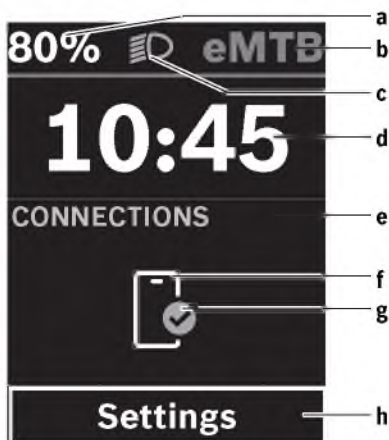 80% eMTB a
b
c
10:45 d
CONNECTIONS e
f
g
Settings h